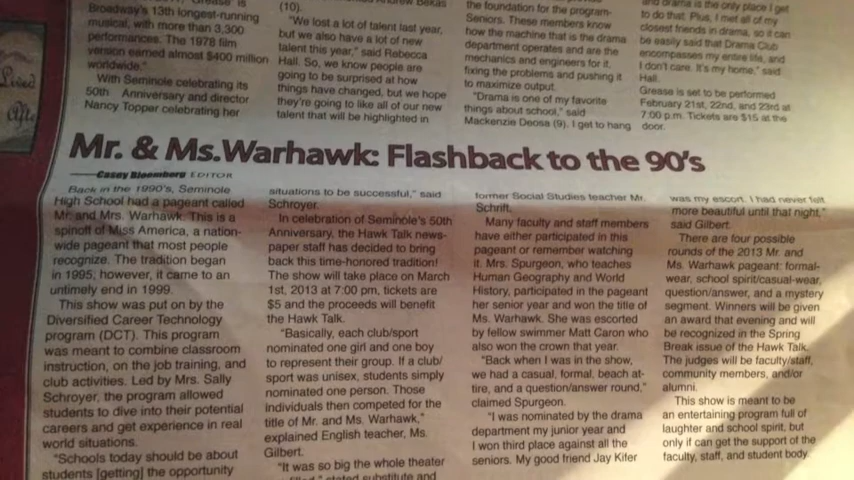 Lived
Broadway's 13th longest-running
musical, with more than 3,300
performances. The 1978 film
version earned almost $400 million
worldwide."
With Seminole celebrating its
50th Anniversary and director
Nancy Topper celebrating her
(10).
"We lost a lot of talent last year,
but we also have a lot of new
talent this year," said Rebecca
Hall. So, we know people are
going to be surprised at how
things have changed, but we hope
they're going to like all of our new
talent that will be highlighted in
the foundation for the program-
Seniors. These members know
how the machine that is the drama
department operates and are the
mechanics and engineers for it,
fixing the problems and pushing it
to maximize output.
"Drama is one of my favorite
things about school," said
Mackenzie Deosa (9). I get to hang
and drama is the only place I get
to do that. Plus, I met all of my
closest friends in drama, so it can
be easily said that Drama Club
encompasses my entire life, and
I don't care. It's my home," said
Hall.
Grease is set to be performed
February 21st, 22nd, and 23rd at
7:00 p.m. Tickets are $15 at the
door.
Mr. & Ms.Warhawk: Flashback to the 90's
Casey Bloomberg EDITOR
Back in the 1990's, Seminole
High School had a pageant called
Mr. and Mrs. Warhawk. This is a
spinoff of Miss America, a nation-
wide pageant that most people
recognize. The tradition began
in 1995; however, it came to an
untimely end in 1999.
This show was put on by the
Diversified Career Technology
program (DCT). This program
was meant to combine classroom
instruction, on the job training, and
club activities. Led by Mrs. Sally
Schroyer, the program allowed
students to dive into their potential
careers and get experience in real
world situations.
"Schools today should be about
students [getting] the opportunity
situations to be successful," said
Schroyer.
In celebration of Seminole's 50th
Anniversary, the Hawk Talk news-
paper staff has decided to bring
back this time-honored tradition!
The show will take place on March
1st, 2013 at 7:00 pm, tickets are
$5 and the proceeds will benefit
the Hawk Talk.
"Basically, each club/sport
nominated one girl and one boy
to represent their group. If a club/
sport was unisex, students simply
nominated one person. Those
individuals then competed for the
title of Mr. and Ms. Warhawk,"
explained English teacher, Ms.
Gilbert.
"It was so big the whole theater
stated substitute and
former Social Studies teacher Mr.
Schrift.
Many faculty and staff members
have either participated in this
pageant or remember watching
it. Mrs. Spurgeon, who teaches
Human Geography and World
History, participated in the pageant
her senior year and won the title of
Ms. Warhawk. She was escorted
by fellow swimmer Matt Caron who
also won the crown that year.
"Back when I was in the show,
we had a casual, formal, beach at-
tire, and a question/answer round,"
claimed Spurgeon.
"I was nominated by the drama
department my junior year and
I won third place against all the
seniors. My good friend Jay Kifer
was my escort. I had never felt
more beautiful until that night,"
said Gilbert.
There are four possible
rounds of the 2013 Mr. and
Ms. Warhawk pageant: formal-
wear, school spirit/casual-wear,
question/answer, and a mystery
segment. Winners will be given
an award that evening and will
be recognized in the Spring
Break issue of the Hawk Talk.
The judges will be faculty/staff,
community members, and/or
alumni.
This show is meant to be
an entertaining program full of
laughter and school spirit, but
only if can get the support of the
faculty, staff, and student body.